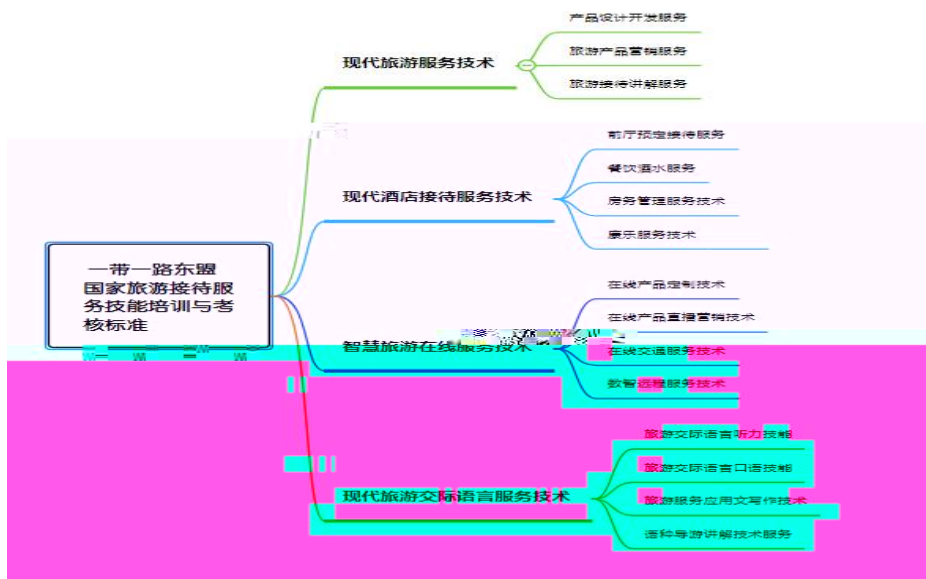 一带一路东盟
国家旅游接待服
务技能培训与考
核标准
现代旅游服务技术
产品设计开发服务
旅游产品营销服务
旅游接待讲解服务
现代酒店接待服务技术
前厅预定接待服务
餐饮酒水服务
房务管理服务技术
康乐服务技术
智慧旅游在线服务技术
在线产品定制技术
在线产品直播营销技术
在线交通服务技术
数智远程服务技术
现代旅游交际语言服务技术
旅游交际语言听力技能
旅游交际语言口语技能
旅游服务应用文写作技术
语种导游讲解技术服务